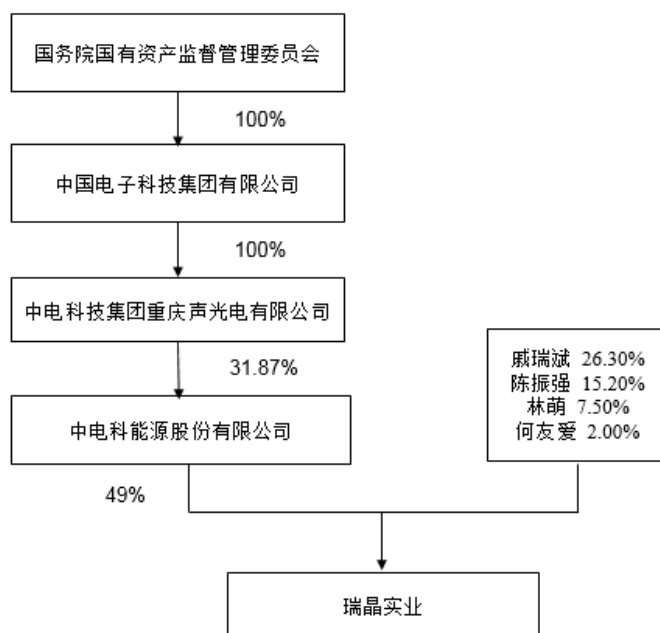 国务院国有资产监督管理委员会
100%
中国电子科技集团有限公司
100%
中电科技集团重庆声光电有限公司
31.87%
中电科能源股份有限公司
戚瑞斌 26.30%
陈振强 15.20%
林萌 7.50%
何友爱 2.00%
49%
瑞晶实业